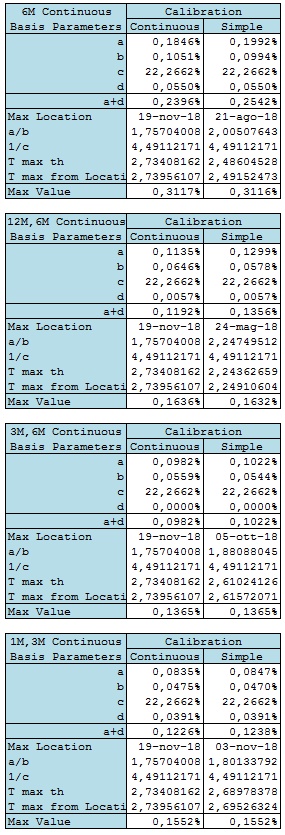 6M Continuous Calibration
Basis Parameters Continuous Simple
a 0,1846% 0,1992%
b 0,1051% 0,0994%
c 22,2662% 22,2662%
d 0,0550% 0,0550%
a+d 0,2396% 0,2542%
Max Location 19-nov-18 21-ago-18
a/b 1,75704008 2,00507643
1/c 4,49112171 4,49112171
T max th 2,73408162 2,48604528
T max from Locati 2,73956107 2,49152473
Max Value 0,3117% 0,3116%
12M,6M Continuous Calibration
Basis Parameters Continuous Simple
a 0,1135% 0,1299%
b 0,0646% 0,0578%
c 22,2662% 22,2662%
d 0,0057% 0,0057%
a+d 0,1192% 0,1356%
Max Location 19-nov-18 24-mag-18
a/b 1,75704008 2,24749512
1/c 4,49112171 4,49112171
T max th 2,73408162 2,24362659
T max from Locati 2,73956107 2,24910604
Max Value 0,1636% 0,1632%
3M,6M Continuous Calibration
Basis Parameters Continuous Simple
a 0,0982% 0,1022%
b 0,0559% 0,0544%
c 22,2662% 22,2662%
d 0,0000% 0,0000%
a+d 0,0982% 0,1022%
Max Location 19-nov-18 05-ott-18
a/b 1,75704008 1,88088045
1/c 4,49112171 4,49112171
T max th 2,73408162 2,61024126
T max from Locati 2,73956107 2,61572071
Max Value 0,1365% 0,1365%
1M,3M Continuous Calibration
Basis Parameters Continuous Simple
a 0,0835% 0,0847%
b 0,0475% 0,0470%
c 22,2662% 22,2662%
d 0,0391% 0,0391%
a+d 0,1226% 0,1238%
Max Location 19-nov-18 03-nov-18
a/b 1,75704008 1,80133792
1/c 4,49112171 4,49112171
T max th 2,73408162 2,68978378
T max from Locati 2,73956107 2,69526324
Max Value 0,1552% 0,1552%